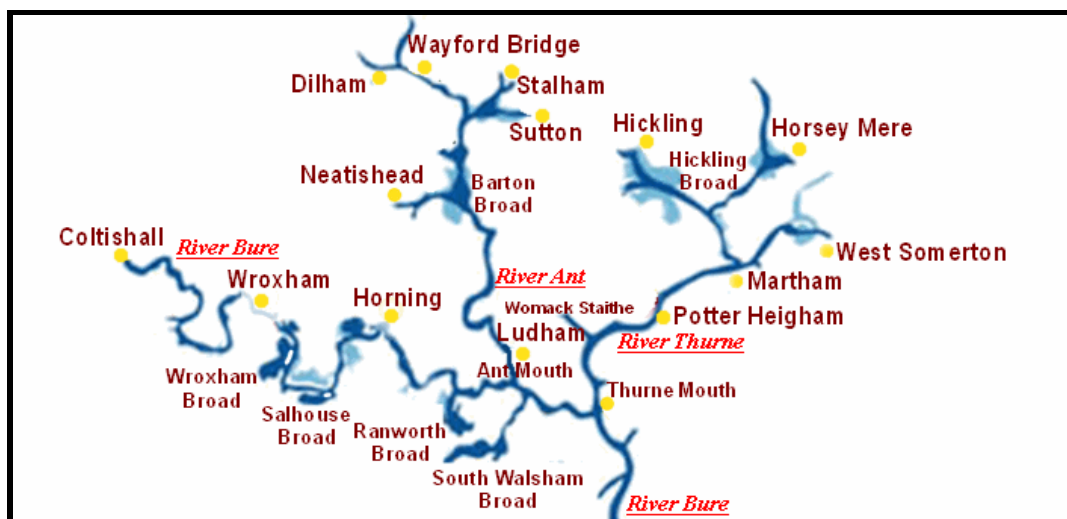 Wayford Bridge
Dilham
Stalham
Sutton
Hickling
Horsey Mere
Hickling
Broad
Neatishead
Barton
Broad
Coltishall
River Bure
West Somerton
Wroxham
River Ant
Martham
Horning
Womack Staithe
Potter Heigham
Ludham
River Thurne
Ant Mouth
Wroxham
Broad
Thurne Mouth
Salhouse
Broad
Ranworth
Broad
South Walsham
Broad
River Bure